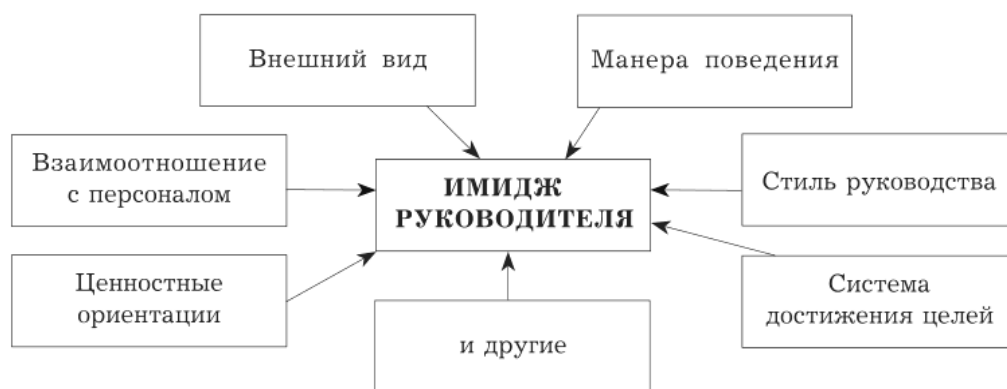 Внешний вид
Манера поведения
Взаимоотношение
с персоналом
ИМИДЖ
РУКОВОДИТЕЛЯ
Стиль руководства
Ценностные
ориентации
и другие
Система
достижения целей